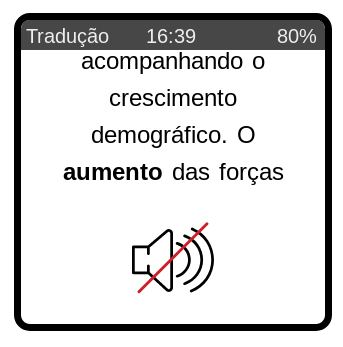 Tradução 16:39 80%
acompanhando o
crescimento
demográfico. O
aumento das forças